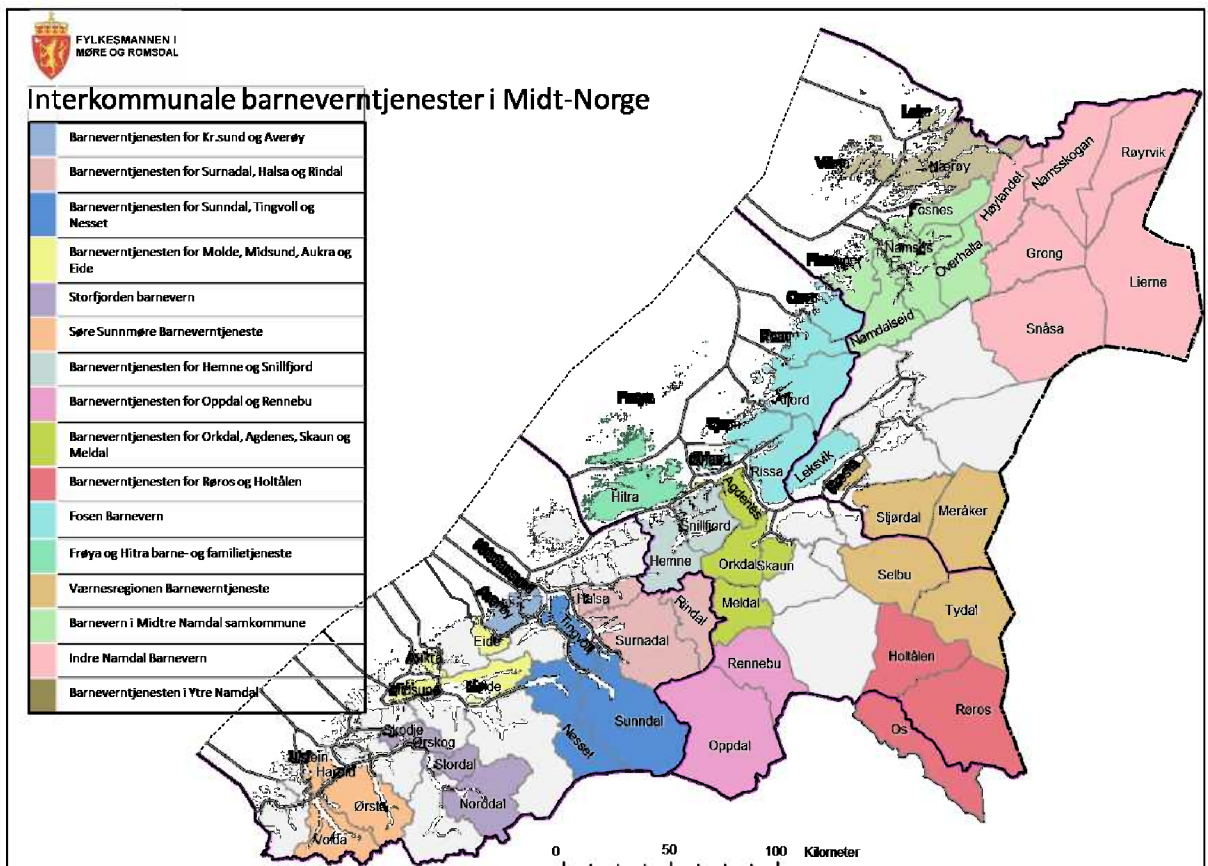 FYLKESMANNEN I
MØRE OG ROMSDAL
Interkommunale barneverntjenester i Midt-Norge
Barneverntjenesten for Kr.sund og Averøy
Barneverntjenesten for Surnadal, Halsa og Rindal
Barneverntjenesten for Sunndal, Tingvoll og
Nesset
Barneverntjenesten for Molde, Midsund, Aukra og
Eide
Storfjorden barnevern
Søre Sunnmøre Barneverntjeneste
Barneverntjenesten for Hemne og Snillfjord
Barneverntjenesten for Oppdal og Rennebu
Barneverntjenesten for Orkdal, Agdenes, Skaun og
Meldal
Barneverntjenesten for Røros og Holtålen
Fosen Barnevern
Frøya og Hitra barne- og familietjeneste
Værnesregionen Barneverntjeneste
Barnevern i Midtre Namdal samkommune
Indre Namdal Barnevern
Barneverntjenesten i Ytre Namdal
Nærøy
Røyrvik
Namsskogan
Høylandet
Fosnes
Namsos
Overhalla
Grong
Lierne
Snåsa
Namdalseid
Åfjord
Rissa
Leksvik
Hitra
Agdenes
Snillfjord
Hemne
Orkdal
Skaun
Meldal
Stjørdal
Meråker
Selbu
Tydal
Halsa
Rindal
Surnadal
Tingvoll
Averøy
Eide
Midsund
Rennebu
Holtålen
Røros
Os
Oppdal
Sunndal
Nesset
Skodje
Ørskog
Stordal
Norddal
Ørsta
Volda
0 50 100 Kilometer